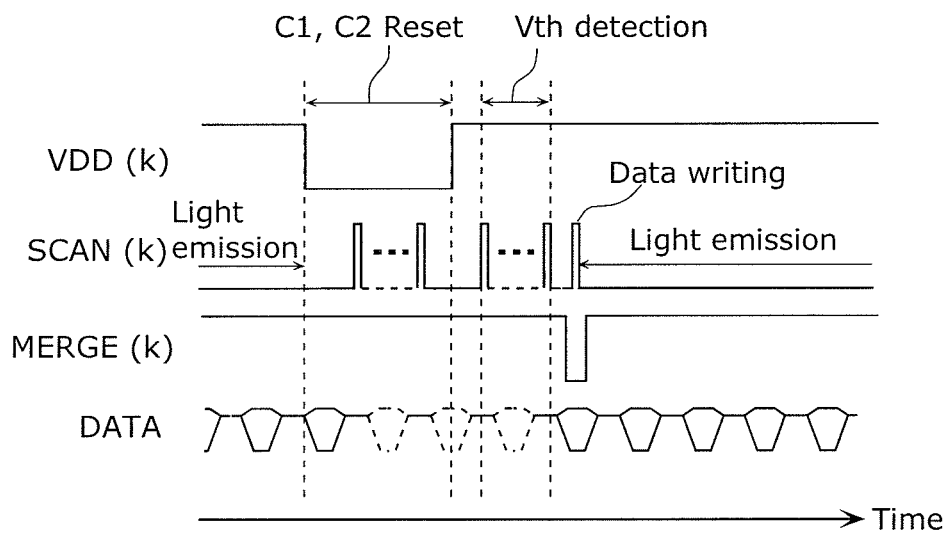 C1, C2 Reset
Vth detection
VDD (k)
Data writing
Light
emission
SCAN (k)
Light emission
MERGE (k)
DATA
Time